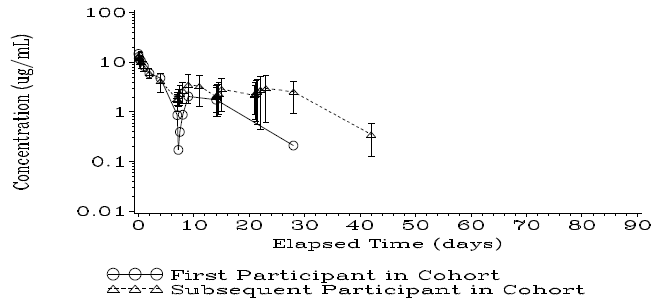 Concentration (ug/mL)
100
10
1
0.1
0.01
0 10 20 30 40 50 60 70 80 90
Elapsed Time (days)
First Participant in Cohort
Subsequent Participant in Cohort